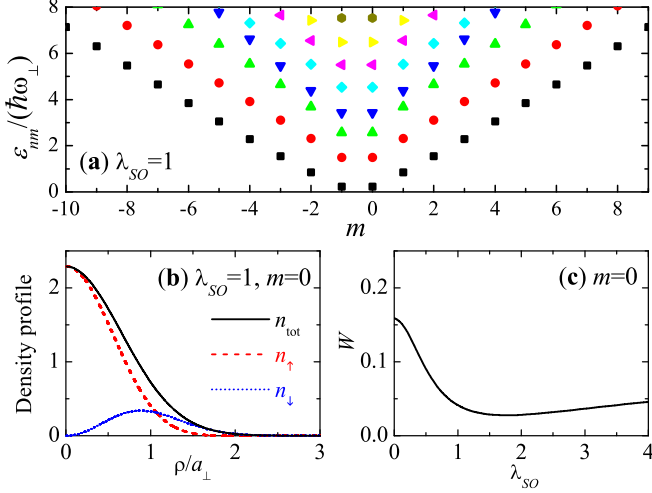 8
6
4
2
0
ε_nm/(ħω_⊥)
(a) λ_SO=1
-10 -8 -6 -4 -2 0 2 4 6 8
m
Density profile
2
1
0
(b) λ_SO=1, m=0
n_tot
n_↑
n_↓
0 1 2 3
ρ/a_⊥
W
0.2
0.1
0.0
(c) m=0
0 1 2 3 4
λ_SO